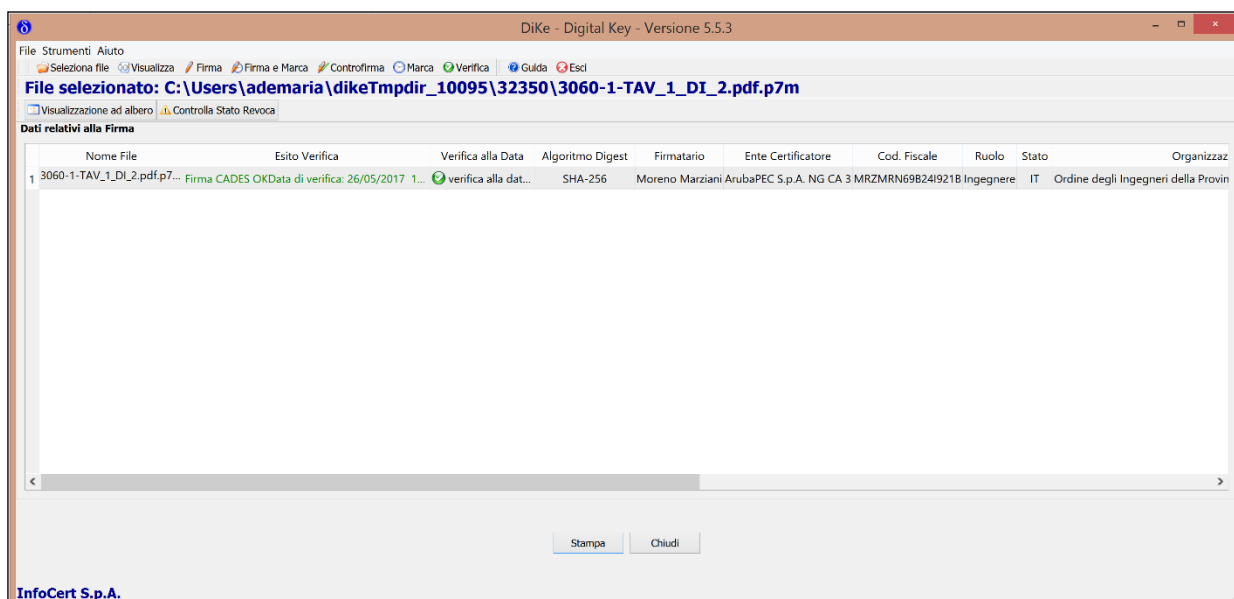 DiKe - Digital Key - Versione 5.5.3
File Strumenti Aiuto
Seleziona file Visualizza Firma Firma e Marca Controfirma Marca Verifica Guida Esci
File selezionato: C:\Users\ademaria\dikeTmpdir_10095\32350\3060-1-TAV_1_DI_2.pdf.p7m
Visualizzazione ad albero Controlla Stato Revoca
Dati relativi alla Firma
Nome File Esito Verifica Verifica alla Data Algoritmo Digest Firmatario Ente Certificatore Cod. Fiscale Ruolo Stato Organizzaz
1 3060-1-TAV_1_DI_2.pdf.p7... Firma CADES OKData di verifica: 26/05/2017 1... verifica alla dat... SHA-256 Moreno Marziani ArubaPEC S.p.A. NG CA 3 MRZMRN69B24I921B Ingegnere IT Ordine degli Ingegneri della Provin
Stampa Chiudi
InfoCert S.p.A.